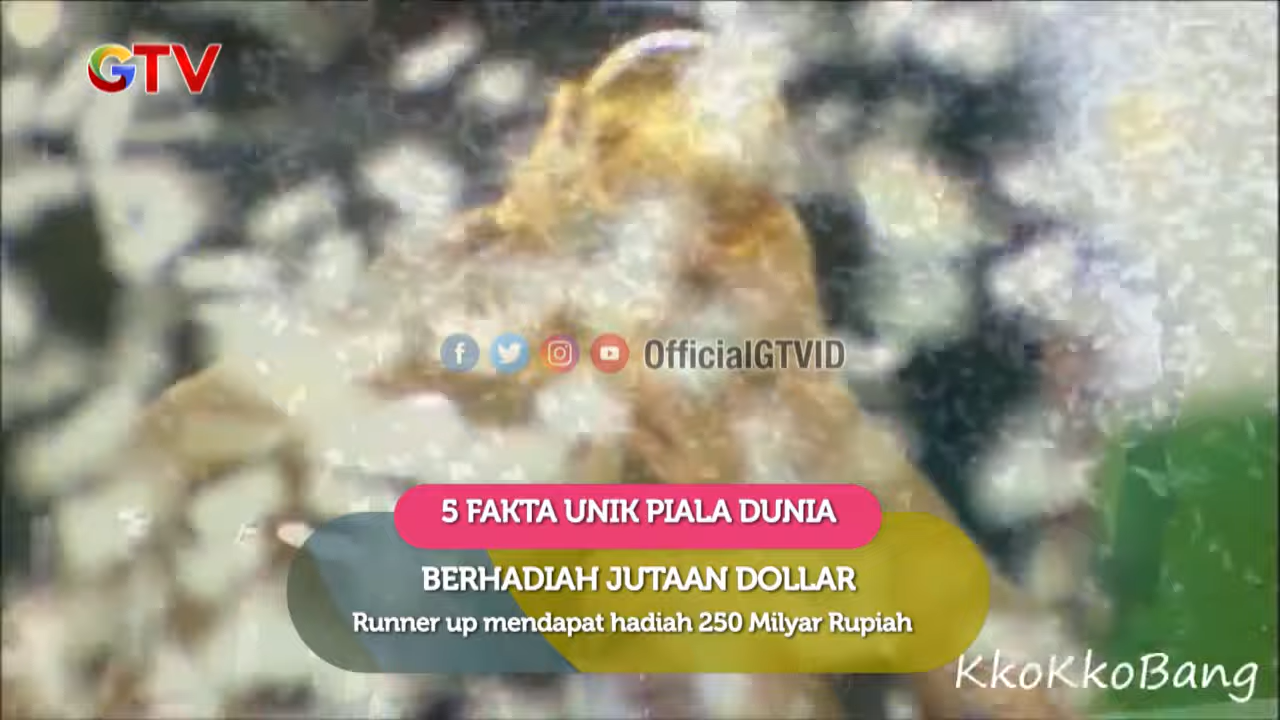 GTV
OfficialGTVID
5 FAKTA UNIK PIALA DUNIA
BERHADIAH JUTAAN DOLLAR
Runner up mendapat hadiah 250 Milyar Rupiah
KkoKkoBang